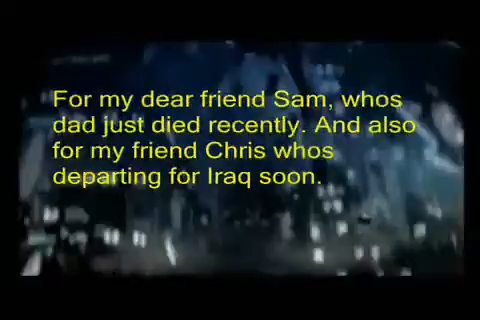 For my dear friend Sam, whos
dad just died recently. And also
for my friend Chris whos
departing for Iraq soon.